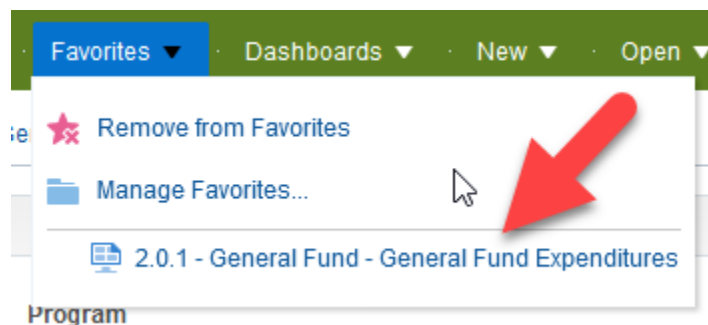 Favorites Dashboards New Open
Remove from Favorites
Manage Favorites...
2.0.1 - General Fund - General Fund Expenditures
Program